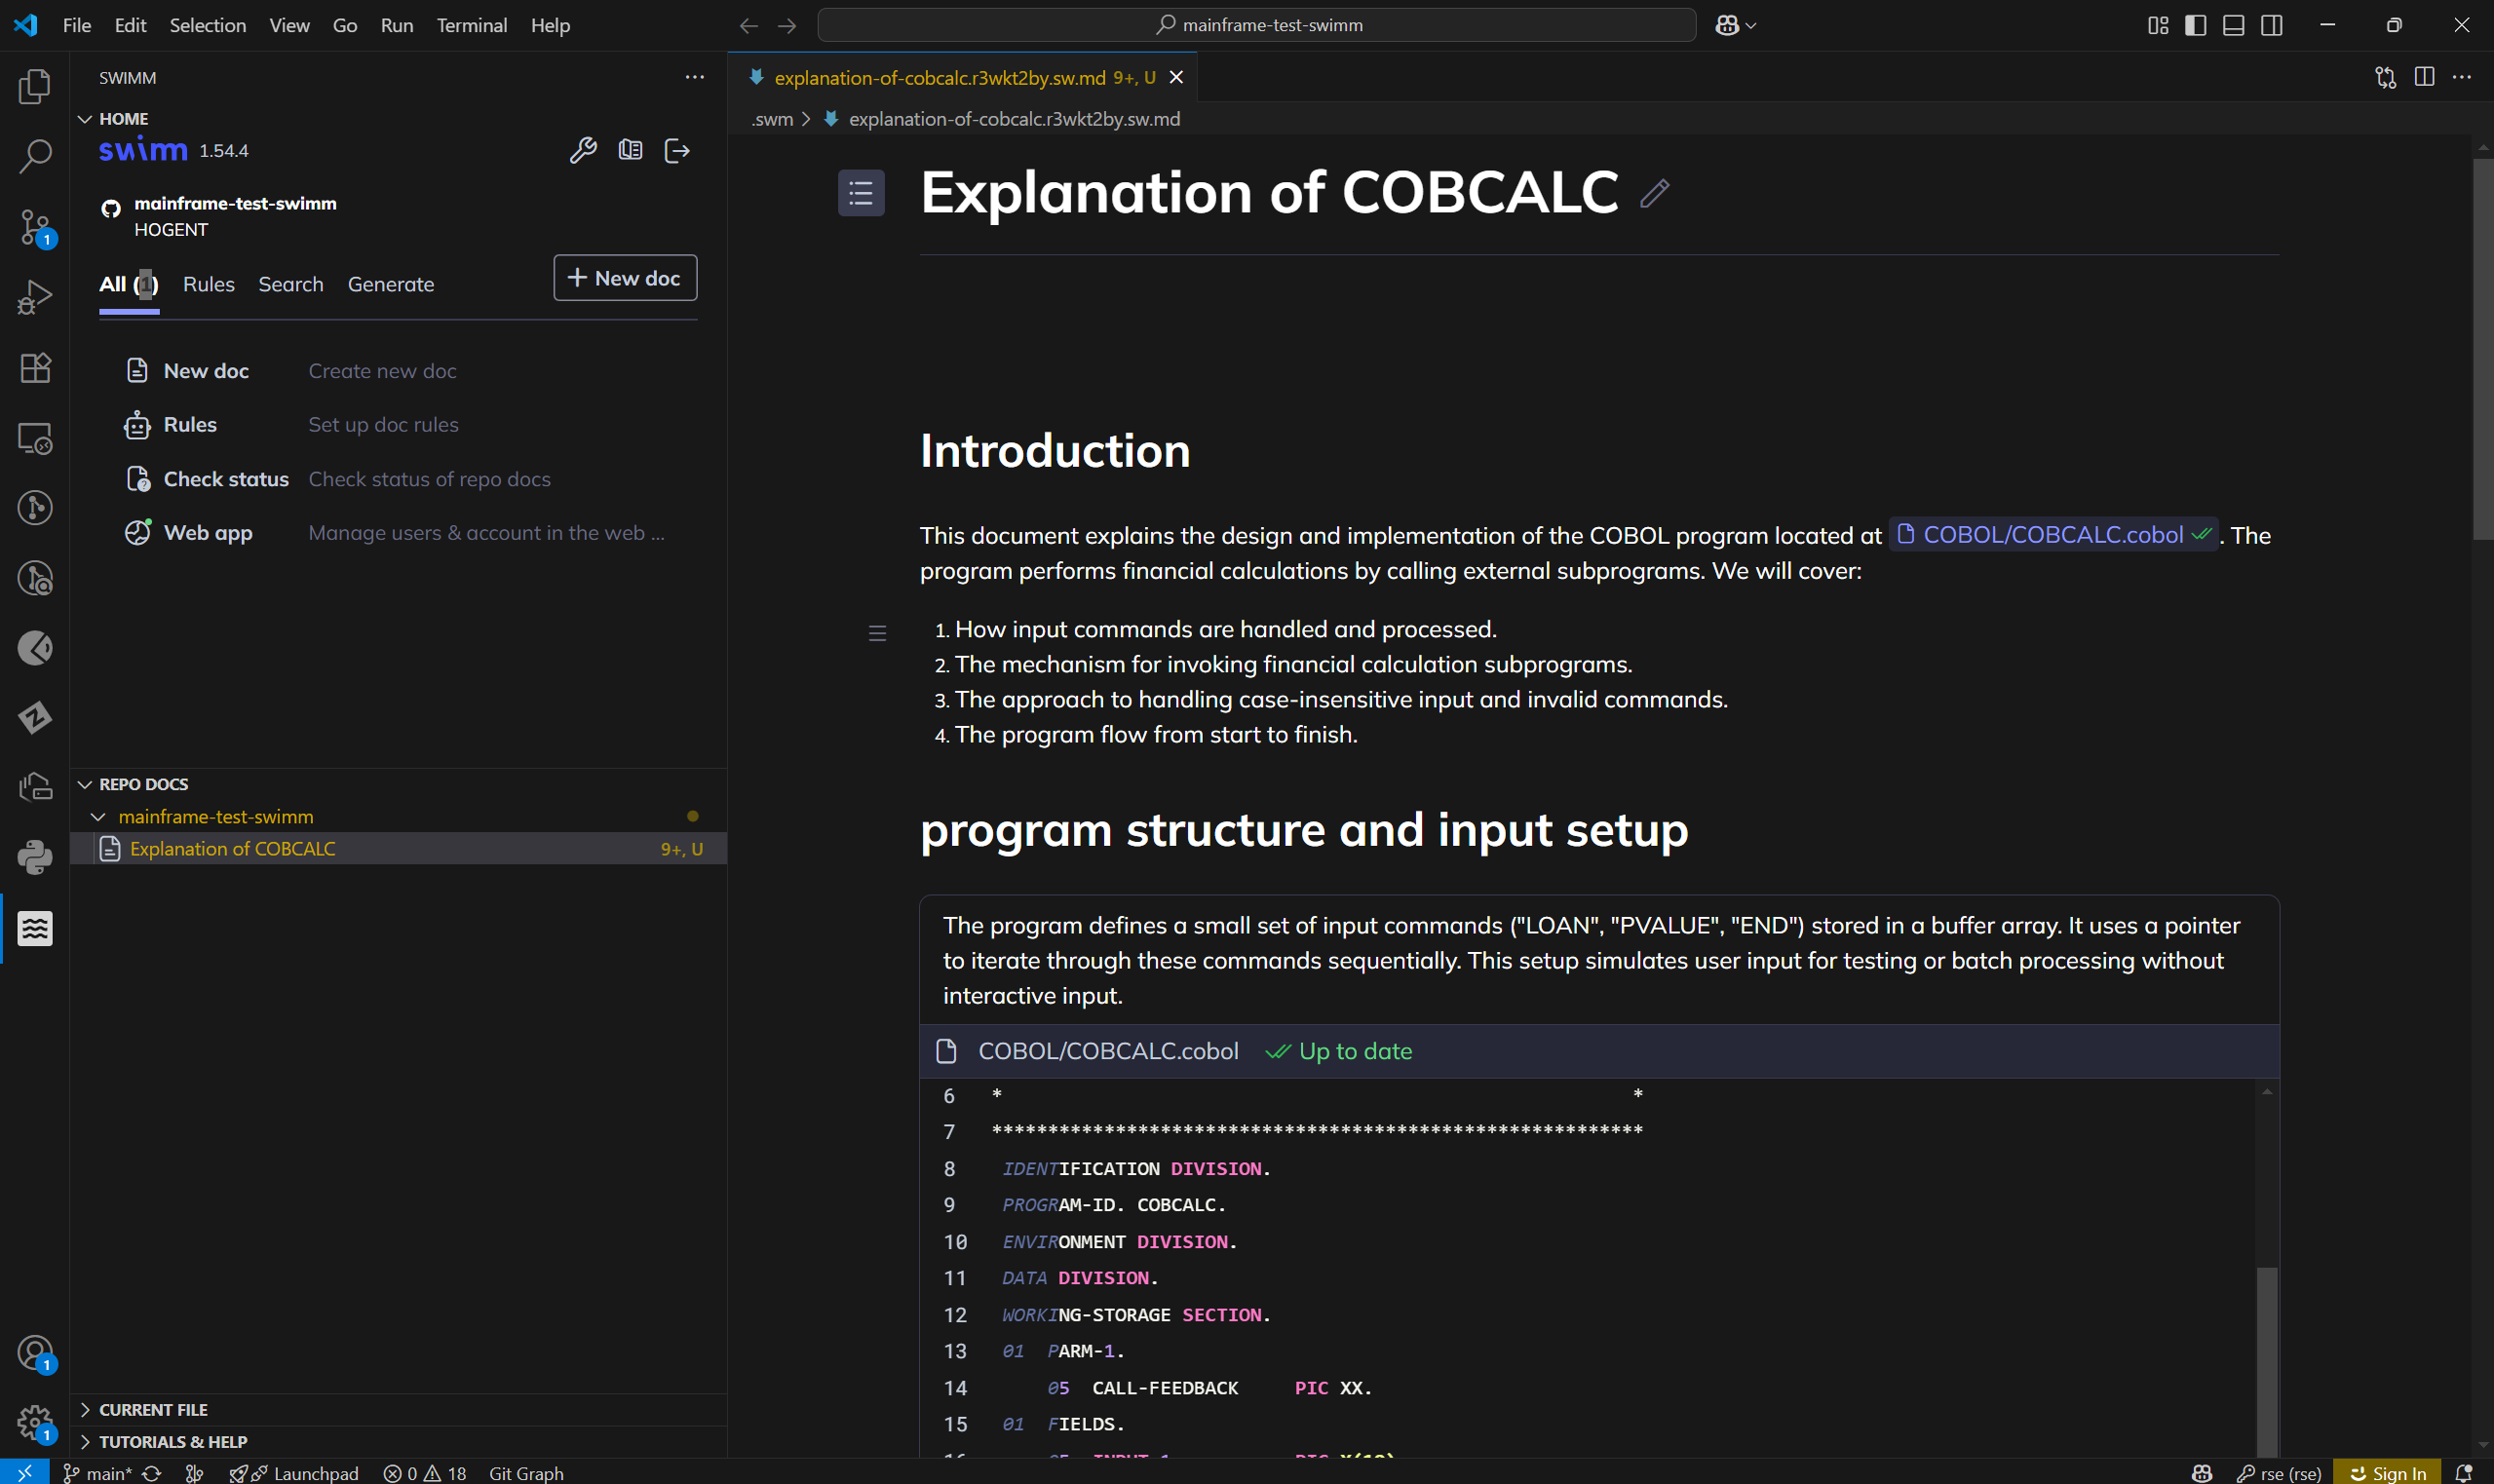 File Edit Selection View Go Run Terminal Help
mainframe-test-swimm
SWIMM
HOME
swimm 1.54.4
mainframe-test-swimm
HOGENT
All (1) Rules Search Generate
New doc
New doc Create new doc
Rules Set up doc rules
Check status Check status of repo docs
Web app Manage users & account in the web ...
REPO DOCS
mainframe-test-swimm
Explanation of COBCALC 9+, U
CURRENT FILE
TUTORIALS & HELP
1
1
1
explanation-of-cobcalc.r3wkt2by.sw.md 9+, U
.swm > explanation-of-cobcalc.r3wkt2by.sw.md
Explanation of COBCALC
Introduction
This document explains the design and implementation of the COBOL program located at COBOL/COBCALC.cobol . The
program performs financial calculations by calling external subprograms. We will cover:
1. How input commands are handled and processed.
2. The mechanism for invoking financial calculation subprograms.
3. The approach to handling case-insensitive input and invalid commands.
4. The program flow from start to finish.
program structure and input setup
The program defines a small set of input commands ("LOAN", "PVALUE", "END") stored in a buffer array. It uses a pointer
to iterate through these commands sequentially. This setup simulates user input for testing or batch processing without
interactive input.
COBOL/COBCALC.cobol Up to date
6 * *
7 **********************************************************
8 IDENTIFICATION DIVISION.
9 PROGRAM-ID. COBCALC.
10 ENVIRONMENT DIVISION.
11 DATA DIVISION.
12 WORKING-STORAGE SECTION.
13 01 PARM-1.
14 05 CALL-FEEDBACK PIC XX.
15 01 FIELDS.
main* Launchpad 0 18 Git Graph
rse (rse) Sign In